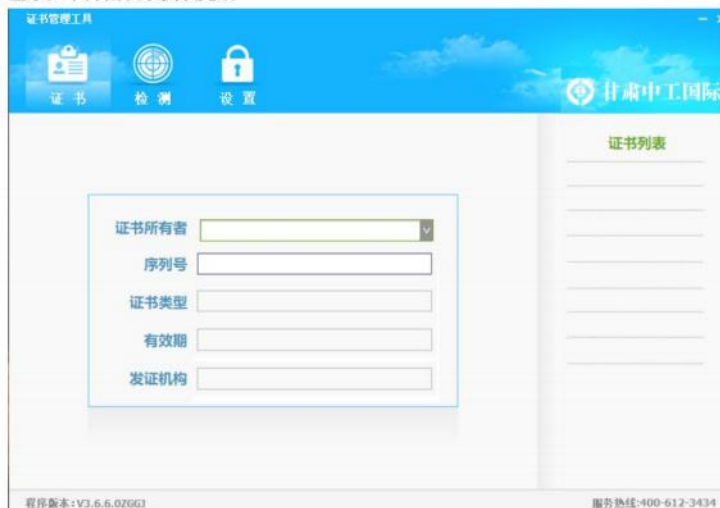 证书管理工具
证书
检测
设置
甘肃中工国际
证书列表
证书所有者
序列号
证书类型
有效期
发证机构
程序版本:V3.6.6.0ZGGJ
服务热线:400-612-3434